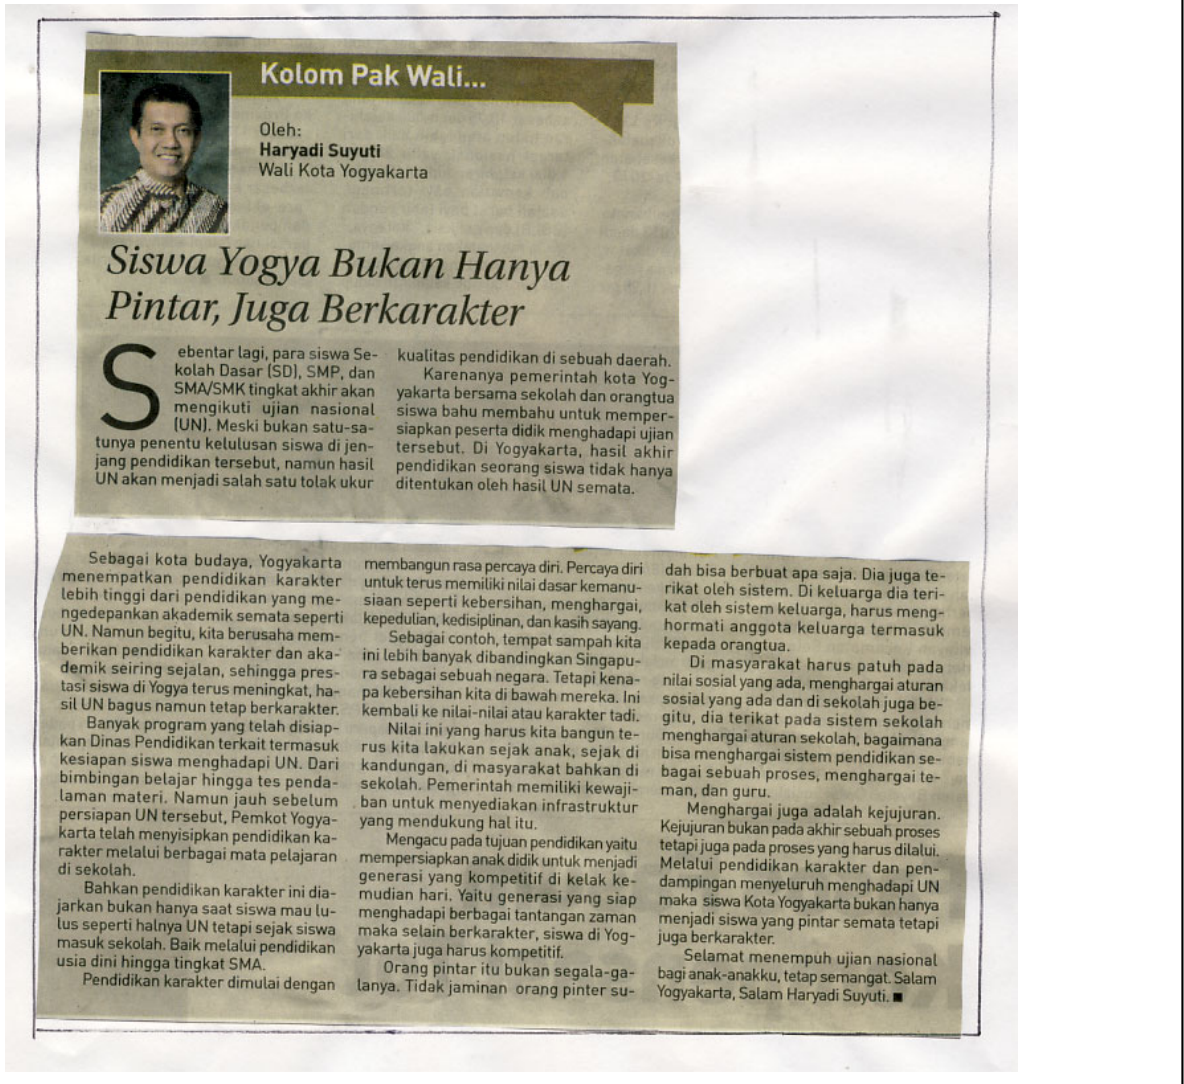 Kolom Pak Wali...
Oleh:
Haryadi Suyuti
Wali Kota Yogyakarta
Siswa Yogya Bukan Hanya
Pintar, Juga Berkarakter
Sebentar lagi, para siswa Se-
kolah Dasar (SD), SMP, dan
SMA/SMK tingkat akhir akan
mengikuti ujian nasional
(UN). Meski bukan satu-sa-
tunya penentu kelulusan siswa di jen-
jang pendidikan tersebut, namun hasil
UN akan menjadi salah satu tolak ukur
kualitas pendidikan di sebuah daerah.
Karenanya pemerintah kota Yog-
yakarta bersama sekolah dan orangtua
siswa bahu membahu untuk memper-
siapkan peserta didik menghadapi ujian
tersebut. Di Yogyakarta, hasil akhir
pendidikan seorang siswa tidak hanya
ditentukan oleh hasil UN semata.
Sebagai kota budaya, Yogyakarta
menempatkan pendidikan karakter
lebih tinggi dari pendidikan yang me-
ngedepankan akademik semata seperti
UN. Namun begitu, kita berusaha mem-
berikan pendidikan karakter dan aka-
demik seiring sejalan, sehingga pres-
tasi siswa di Yogya terus meningkat, ha-
sil UN bagus namun tetap berkarakter.
Banyak program yang telah disiap-
kan Dinas Pendidikan terkait termasuk
kesiapan siswa menghadapi UN. Dari
bimbingan belajar hingga tes penda-
laman materi. Namun jauh sebelum
persiapan UN tersebut, Pemkot Yogya-
karta telah menyisipkan pendidikan ka-
rakter melalui berbagai mata pelajaran
di sekolah.
Bahkan pendidikan karakter ini dia-
jarkan bukan hanya saat siswa mau lu-
lus seperti halnya UN tetapi sejak siswa
masuk sekolah. Baik melalui pendidikan
usia dini hingga tingkat SMA.
Pendidikan karakter dimulai dengan
membangun rasa percaya diri. Percaya diri
untuk terus memiliki nilai dasar kemanu-
siaan seperti kebersihan, menghargai,
kepedulian, kedisiplinan, dan kasih sayang.
Sebagai contoh, tempat sampah kita
ini lebih banyak dibandingkan Singapu-
ra sebagai sebuah negara. Tetapi kena-
pa kebersihan kita di bawah mereka. Ini
kembali ke nilai-nilai atau karakter tadi.
Nilai ini yang harus kita bangun te-
rus kita lakukan sejak anak, sejak di
kandungan, di masyarakat bahkan di
sekolah. Pemerintah memiliki kewaji-
ban untuk menyediakan infrastruktur
yang mendukung hal itu.
Mengacu pada tujuan pendidikan yaitu
mempersiapkan anak didik untuk menjadi
generasi yang kompetitif di kelak ke-
mudian hari. Yaitu generasi yang siap
menghadapi berbagai tantangan zaman
maka selain berkarakter, siswa di Yog-
yakarta juga harus kompetitif.
Orang pintar itu bukan segala-ga-
lanya. Tidak jaminan orang pinter su-
dah bisa berbuat apa saja. Dia juga te-
rikat oleh sistem. Di keluarga dia teri-
kat oleh sistem keluarga, harus meng-
hormati anggota keluarga termasuk
kepada orangtua.
Di masyarakat harus patuh pada
nilai sosial yang ada, menghargai aturan
sosial yang ada dan di sekolah juga be-
gitu, dia terikat pada sistem sekolah
menghargai aturan sekolah, bagaimana
bisa menghargai sistem pendidikan se-
bagai sebuah proses, menghargai te-
man, dan guru.
Menghargai juga adalah kejujuran.
Kejujuran bukan pada akhir sebuah proses
tetapi juga pada proses yang harus dilalui.
Melalui pendidikan karakter dan pen-
dampingan menyeluruh menghadapi UN
maka siswa Kota Yogyakarta bukan hanya
menjadi siswa yang pintar semata tetapi
juga berkarakter.
Selamat menempuh ujian nasional
bagi anak-anakku, tetap semangat. Salam
Yogyakarta, Salam Haryadi Suyuti. ■